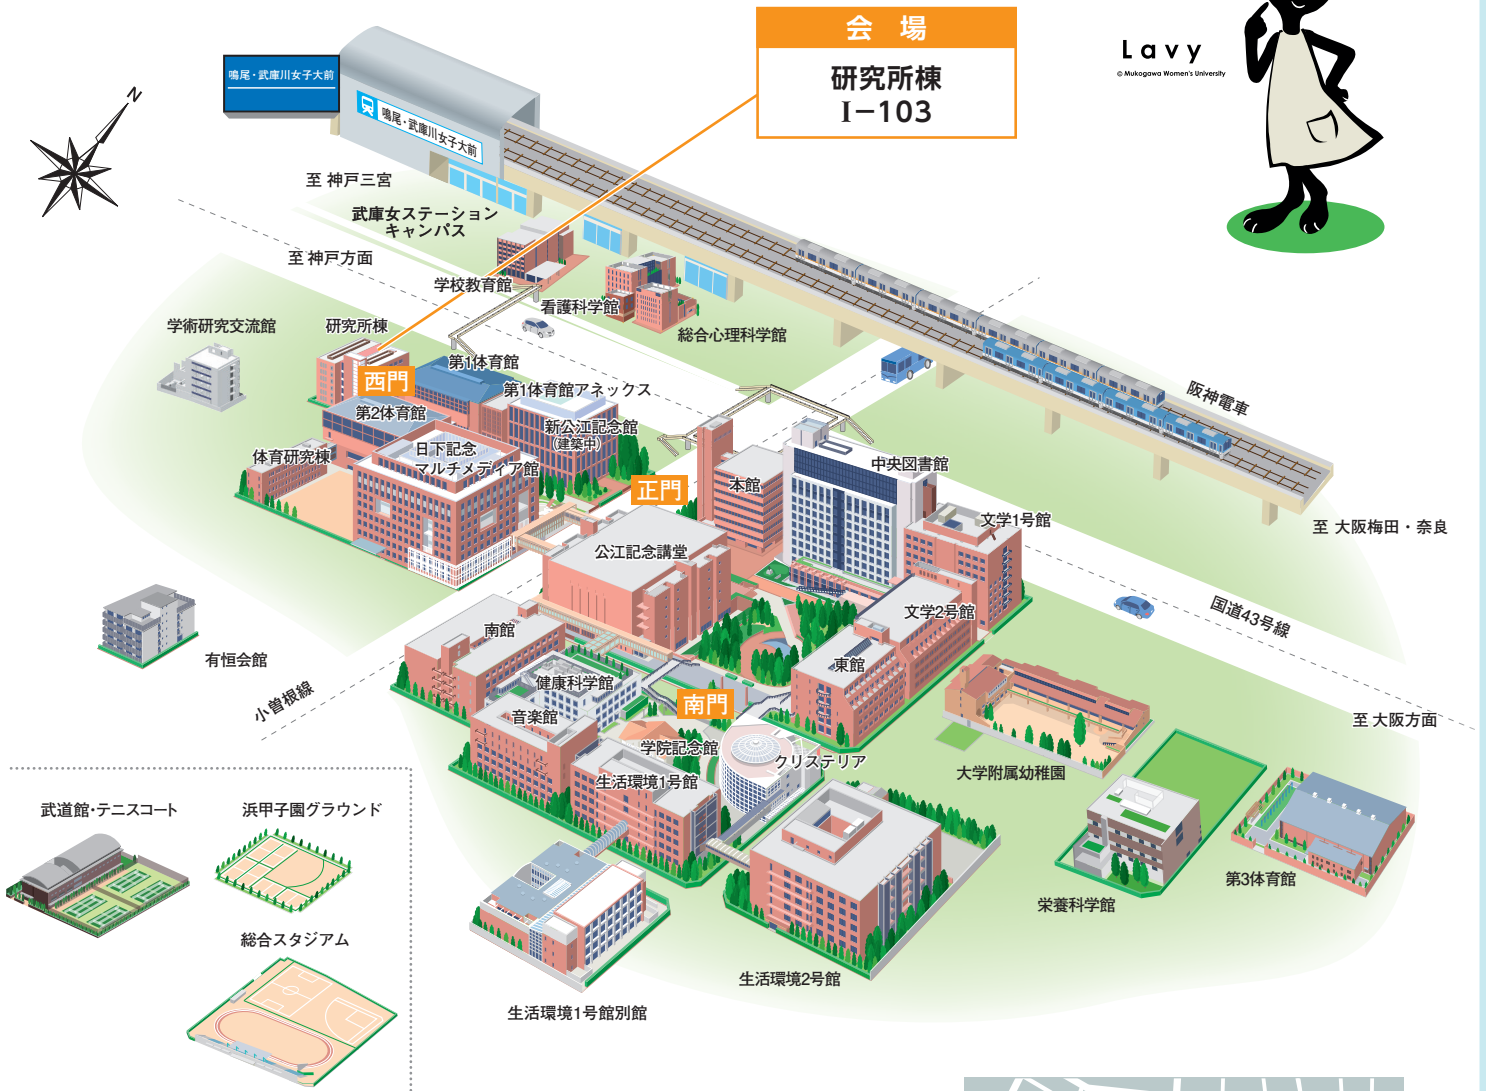 会 場
研究所棟
I−103
Lavy
© Mukogawa Women's University
鳴尾・武庫川女子大前
鳴尾・武庫川女子大前
N
至 神戸三宮
武庫女ステーション
キャンパス
至 神戸方面
学校教育館
看護科学館
総合心理科学館
学術研究交流館
研究所棟
西門
第1体育館
第1体育館アネックス
第2体育館
新公江記念館
(建築中)
日下記念
マルチメディア館
体育研究棟
阪神電車
正門
本館
中央図書館
文学1号館
至 大阪梅田・奈良
公江記念講堂
文学2号館
国道43号線
有恒会館
南館
東館
健康科学館
小曽根線
南門
音楽館
学院記念館
クリステリア
生活環境1号館
至 大阪方面
大学附属幼稚園
武道館・テニスコート
浜甲子園グラウンド
第3体育館
栄養科学館
総合スタジアム
生活環境2号館
生活環境1号館別館